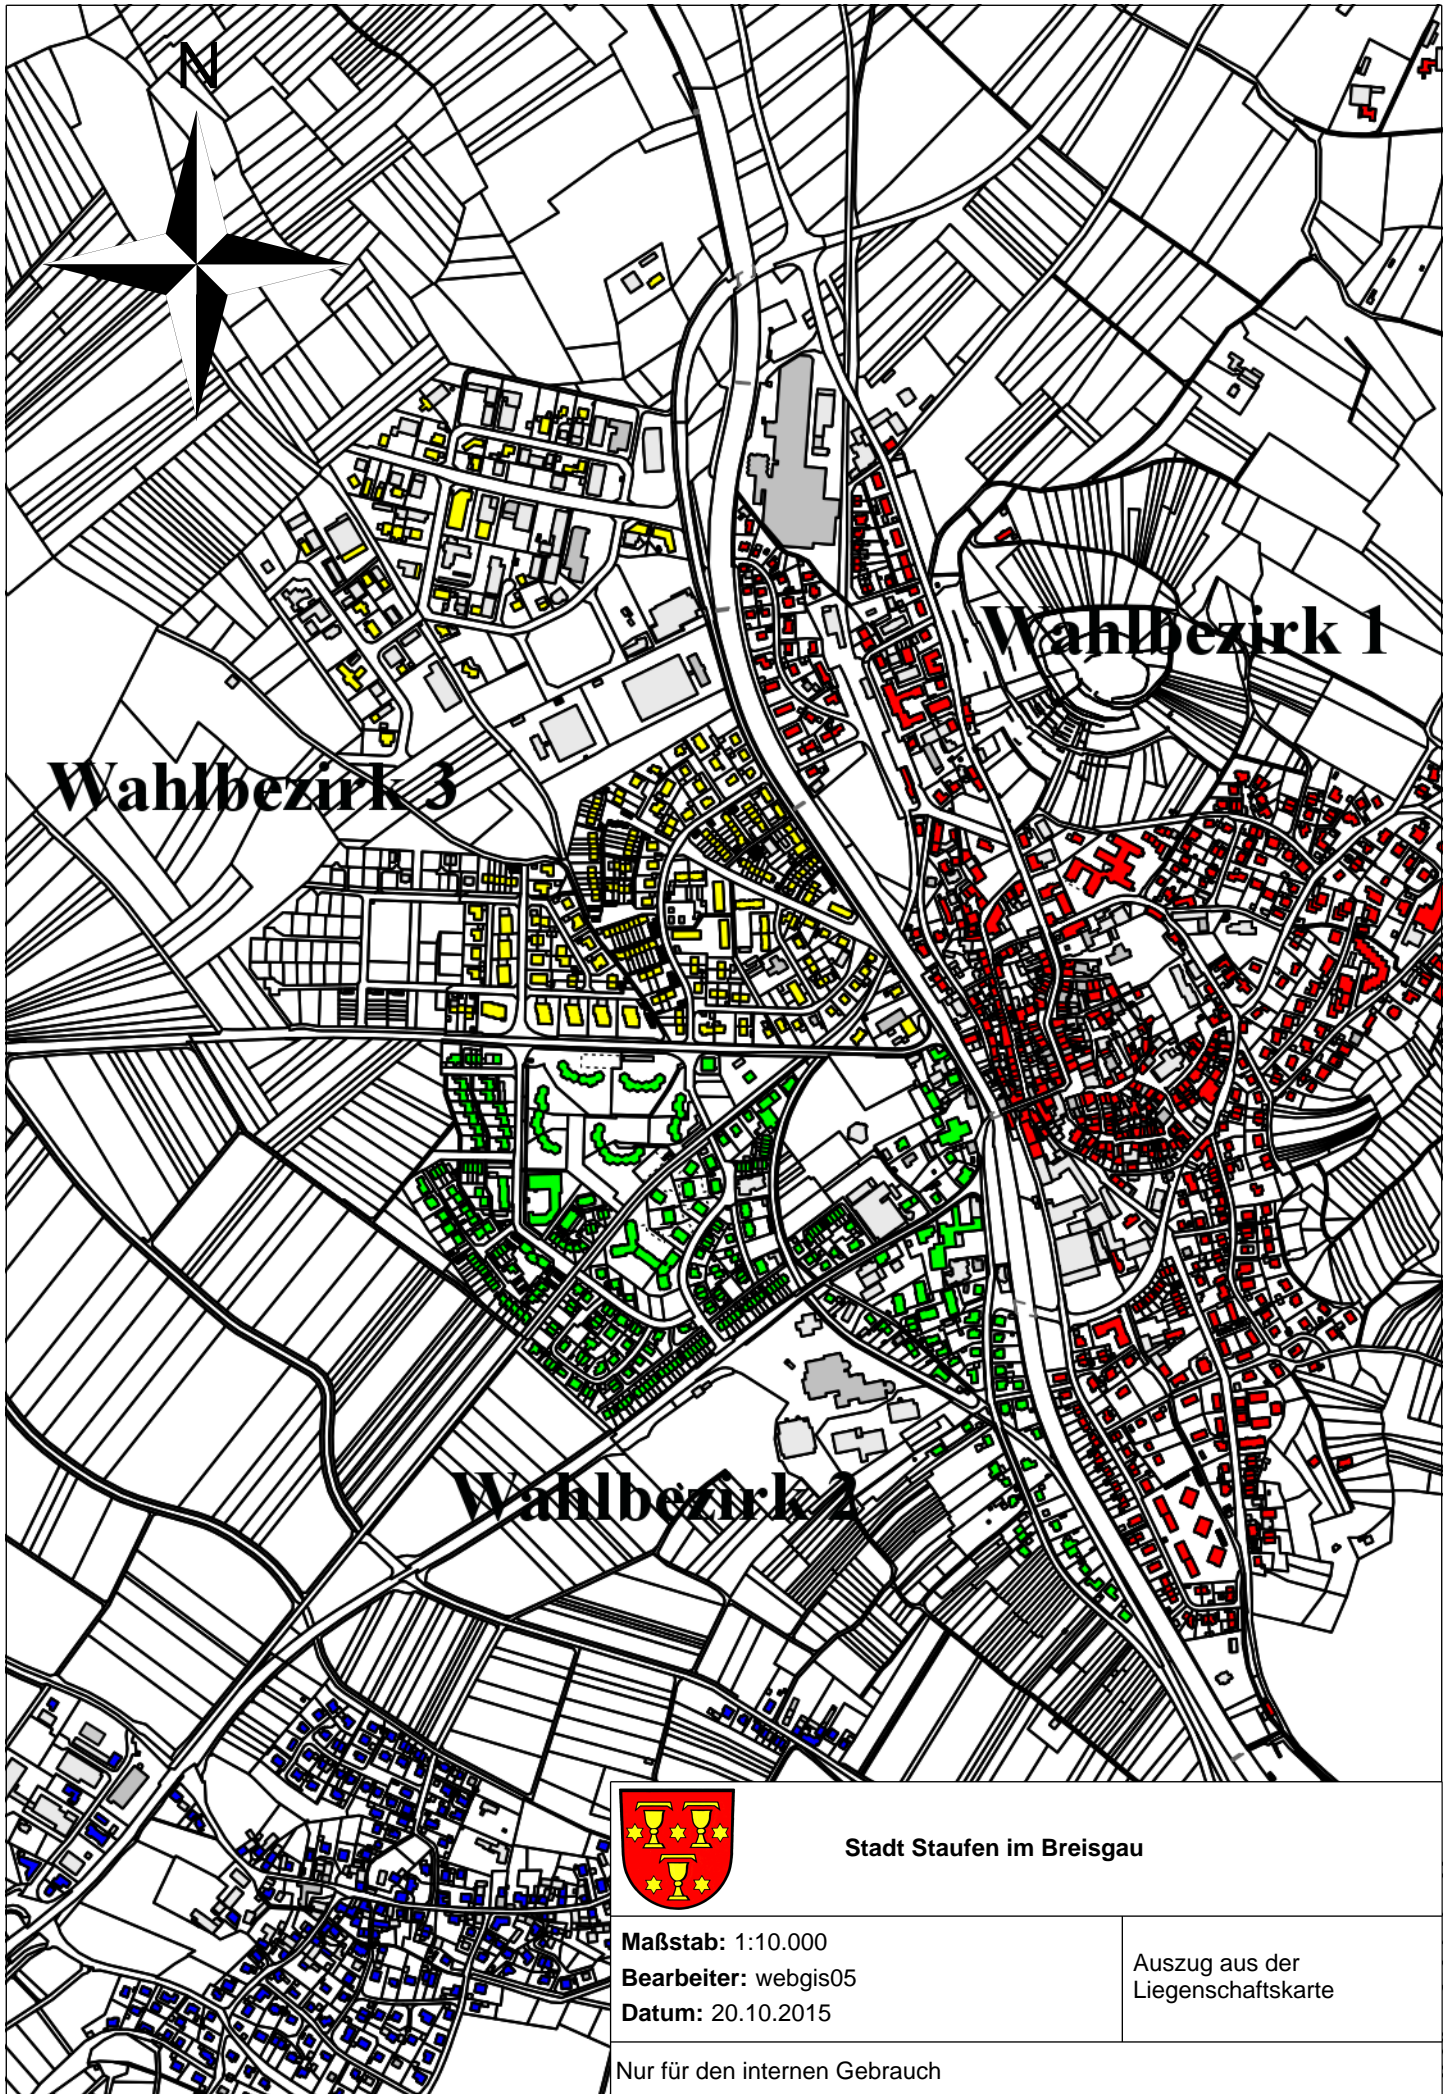 N
Wahlbezirk 1
Wahlbezirk 3
Wahlbezirk 2
Stadt Staufen im Breisgau
Maßstab: 1:10.000
Bearbeiter: webgis05
Datum: 20.10.2015
Auszug aus der
Liegenschaftskarte
Nur für den internen Gebrauch